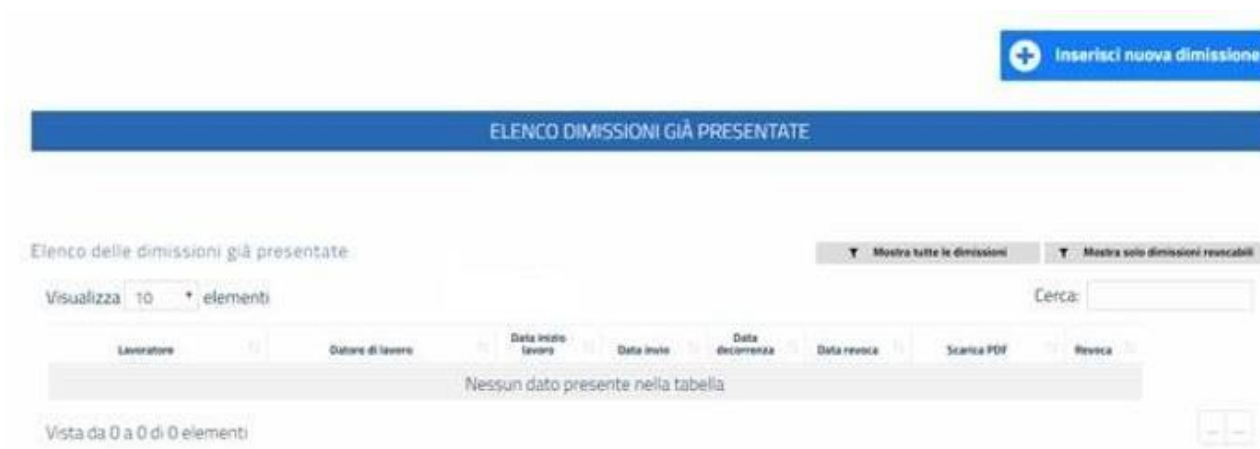 Inserisci nuova dimissione
ELENCO DIMISSIONI GIÀ PRESENTATE
Elenco delle dimissioni già presentate
Mostra tutte le dimissioni
Mostra solo dimissioni revocabili
Visualizza 10 elementi
Cerca:
Lavoratore
Datore di lavoro
Data inizio
lavoro
Data invio
Data
decorrenza
Data revoca
Scarica PDF
Revoca
Nessun dato presente nella tabella
Vista da 0 a 0 di 0 elementi